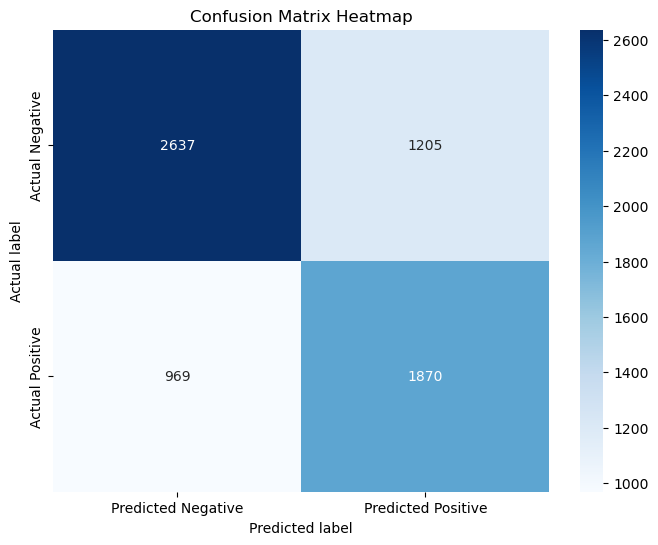 Confusion Matrix Heatmap
Actual label
Actual Negative
2637
1205
Actual Positive
969
1870
Predicted Negative
Predicted Positive
Predicted label
2600
2400
2200
2000
1800
1600
1400
1200
1000